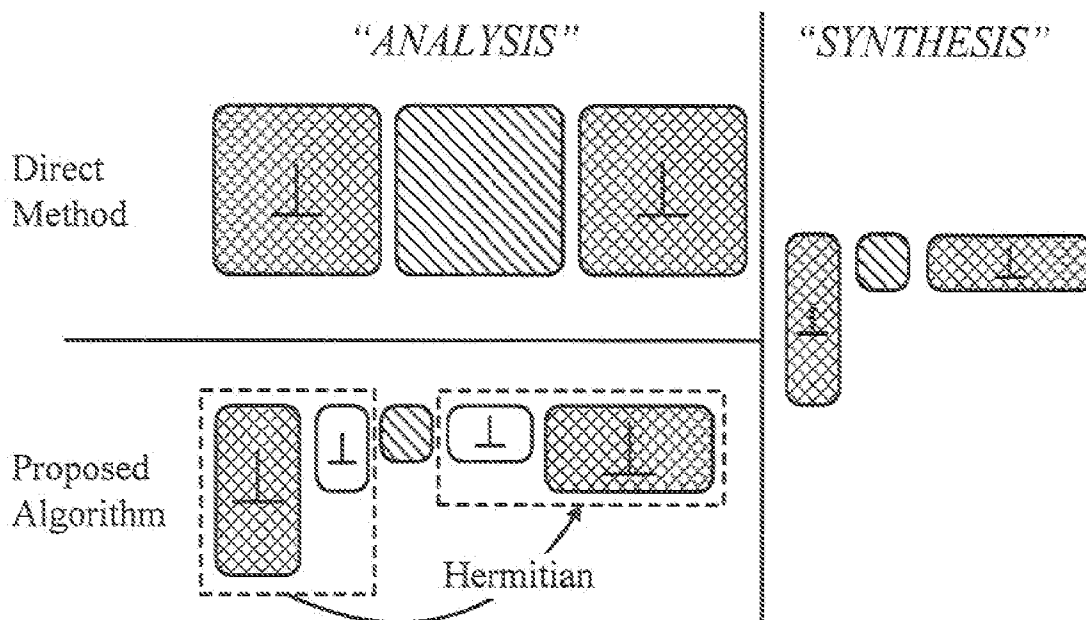 “ANALYSIS”
“SYNTHESIS”
Direct
Method
⊥
⊥
⊥
⊥
⊥
⊥
⊥
⊥
Proposed
Algorithm
Hermitian